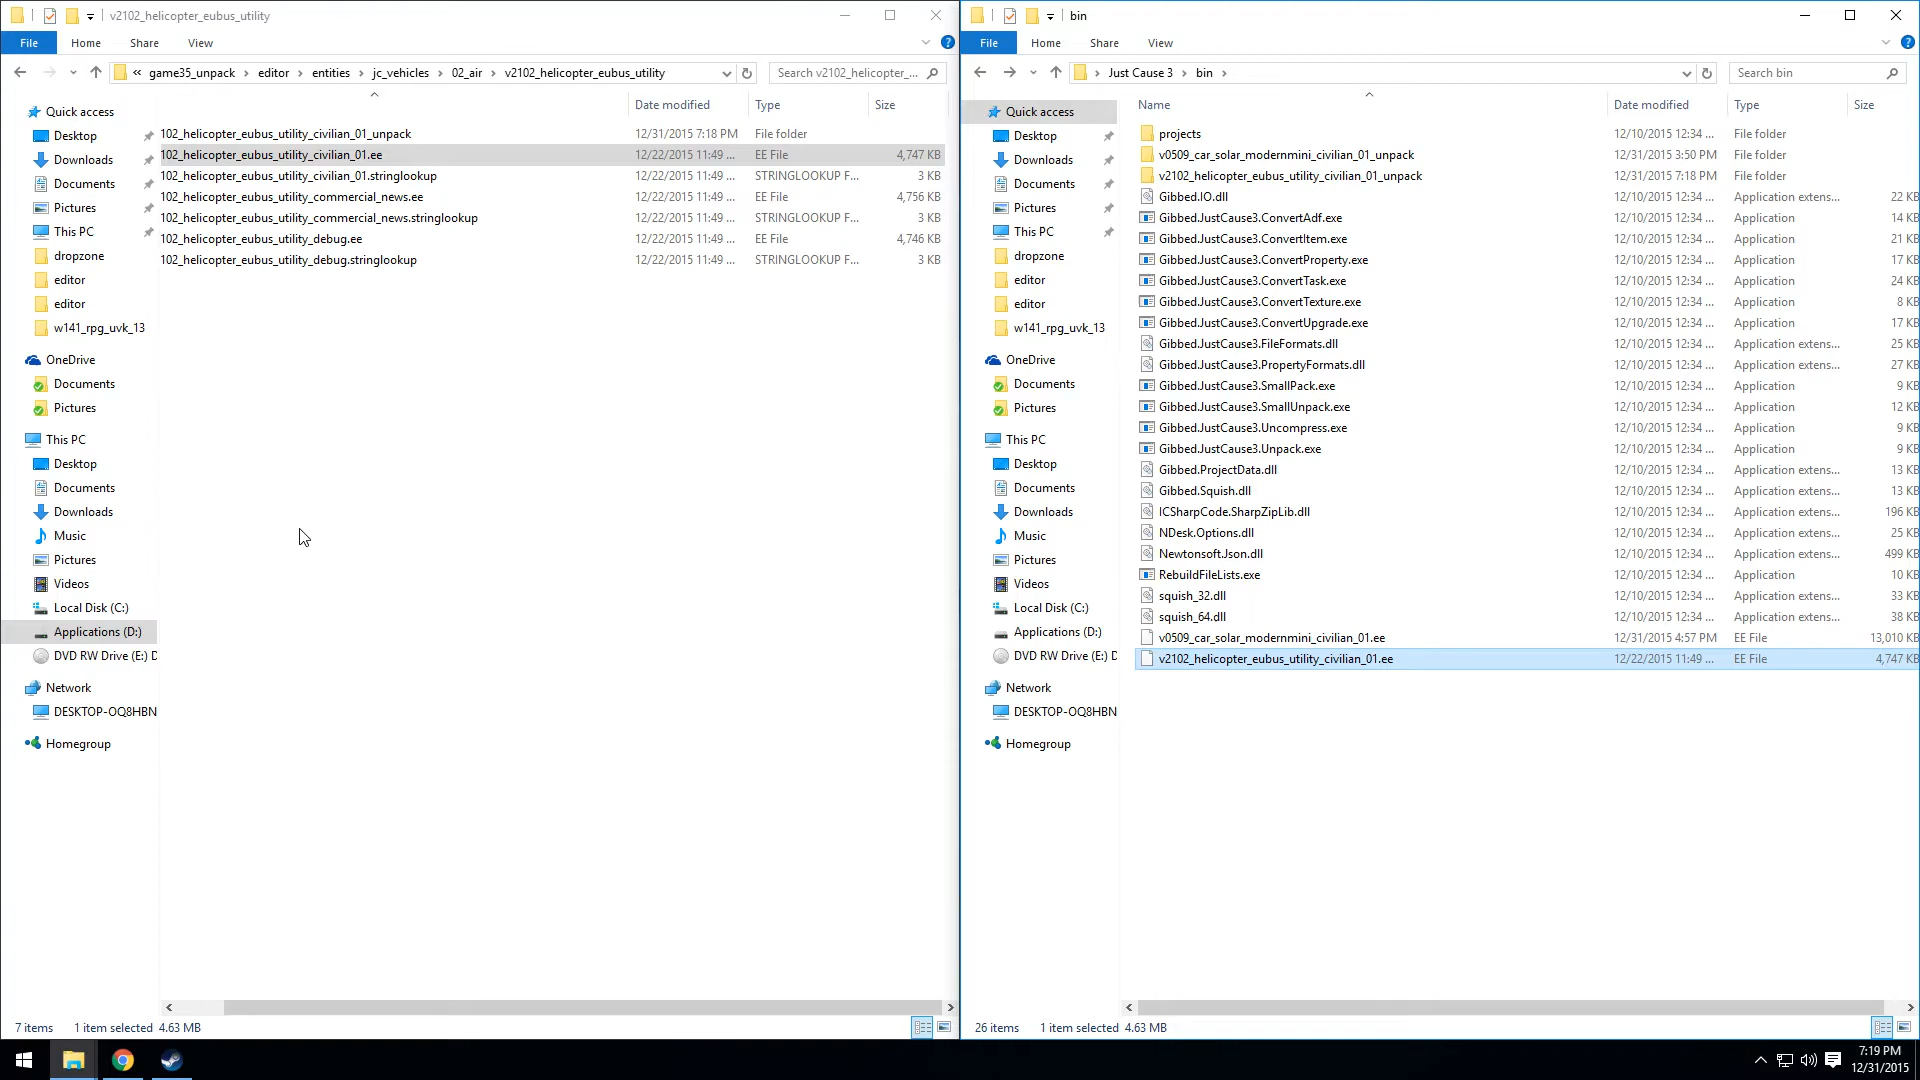 v2102_helicopter_eubus_utility
File Home Share View
« game35_unpack › editor › entities › jc_vehicles › 02_air › v2102_helicopter_eubus_utility
Search v2102_helicopter_...
Date modified Type Size
Quick access
Desktop
Downloads
Documents
Pictures
This PC
dropzone
editor
editor
w141_rpg_uvk_13
OneDrive
Documents
Pictures
This PC
Desktop
Documents
Downloads
Music
Pictures
Videos
Local Disk (C:)
Applications (D:)
DVD RW Drive (E:) D
Network
DESKTOP-OQ8HBN
Homegroup
102_helicopter_eubus_utility_civilian_01_unpack 12/31/2015 7:18 PM File folder
102_helicopter_eubus_utility_civilian_01.ee 12/22/2015 11:49 ... EE File 4,747 KB
102_helicopter_eubus_utility_civilian_01.stringlookup 12/22/2015 11:49 ... STRINGLOOKUP F... 3 KB
102_helicopter_eubus_utility_commercial_news.ee 12/22/2015 11:49 ... EE File 4,756 KB
102_helicopter_eubus_utility_commercial_news.stringlookup 12/22/2015 11:49 ... STRINGLOOKUP F... 3 KB
102_helicopter_eubus_utility_debug.ee 12/22/2015 11:49 ... EE File 4,746 KB
102_helicopter_eubus_utility_debug.stringlookup 12/22/2015 11:49 ... STRINGLOOKUP F... 3 KB
7 items 1 item selected 4.63 MB
bin
File Home Share View
› Just Cause 3 › bin ›
Search bin
Name Date modified Type Size
Quick access
Desktop
Downloads
Documents
Pictures
This PC
dropzone
editor
editor
w141_rpg_uvk_13
OneDrive
Documents
Pictures
This PC
Desktop
Documents
Downloads
Music
Pictures
Videos
Local Disk (C:)
Applications (D:)
DVD RW Drive (E:) D
Network
DESKTOP-OQ8HBN
Homegroup
projects 12/10/2015 12:34 ... File folder
v0509_car_solar_modernmini_civilian_01_unpack 12/31/2015 3:50 PM File folder
v2102_helicopter_eubus_utility_civilian_01_unpack 12/31/2015 7:18 PM File folder
Gibbed.IO.dll 12/10/2015 12:34 ... Application extens... 22 KB
Gibbed.JustCause3.ConvertAdf.exe 12/10/2015 12:34 ... Application 14 KB
Gibbed.JustCause3.ConvertItem.exe 12/10/2015 12:34 ... Application 21 KB
Gibbed.JustCause3.ConvertProperty.exe 12/10/2015 12:34 ... Application 17 KB
Gibbed.JustCause3.ConvertTask.exe 12/10/2015 12:34 ... Application 24 KB
Gibbed.JustCause3.ConvertTexture.exe 12/10/2015 12:34 ... Application 8 KB
Gibbed.JustCause3.ConvertUpgrade.exe 12/10/2015 12:34 ... Application 17 KB
Gibbed.JustCause3.FileFormats.dll 12/10/2015 12:34 ... Application extens... 25 KB
Gibbed.JustCause3.PropertyFormats.dll 12/10/2015 12:34 ... Application extens... 27 KB
Gibbed.JustCause3.SmallPack.exe 12/10/2015 12:34 ... Application 9 KB
Gibbed.JustCause3.SmallUnpack.exe 12/10/2015 12:34 ... Application 12 KB
Gibbed.JustCause3.Uncompress.exe 12/10/2015 12:34 ... Application 9 KB
Gibbed.JustCause3.Unpack.exe 12/10/2015 12:34 ... Application 9 KB
Gibbed.ProjectData.dll 12/10/2015 12:34 ... Application extens... 13 KB
Gibbed.Squish.dll 12/10/2015 12:34 ... Application extens... 13 KB
ICSharpCode.SharpZipLib.dll 12/10/2015 12:34 ... Application extens... 196 KB
NDesk.Options.dll 12/10/2015 12:34 ... Application extens... 25 KB
Newtonsoft.Json.dll 12/10/2015 12:34 ... Application extens... 499 KB
RebuildFileLists.exe 12/10/2015 12:34 ... Application 10 KB
squish_32.dll 12/10/2015 12:34 ... Application extens... 33 KB
squish_64.dll 12/10/2015 12:34 ... Application extens... 38 KB
v0509_car_solar_modernmini_civilian_01.ee 12/31/2015 4:57 PM EE File 13,010 KB
v2102_helicopter_eubus_utility_civilian_01.ee 12/22/2015 11:49 ... EE File 4,747 KB
26 items 1 item selected 4.63 MB
7:19 PM
12/31/2015